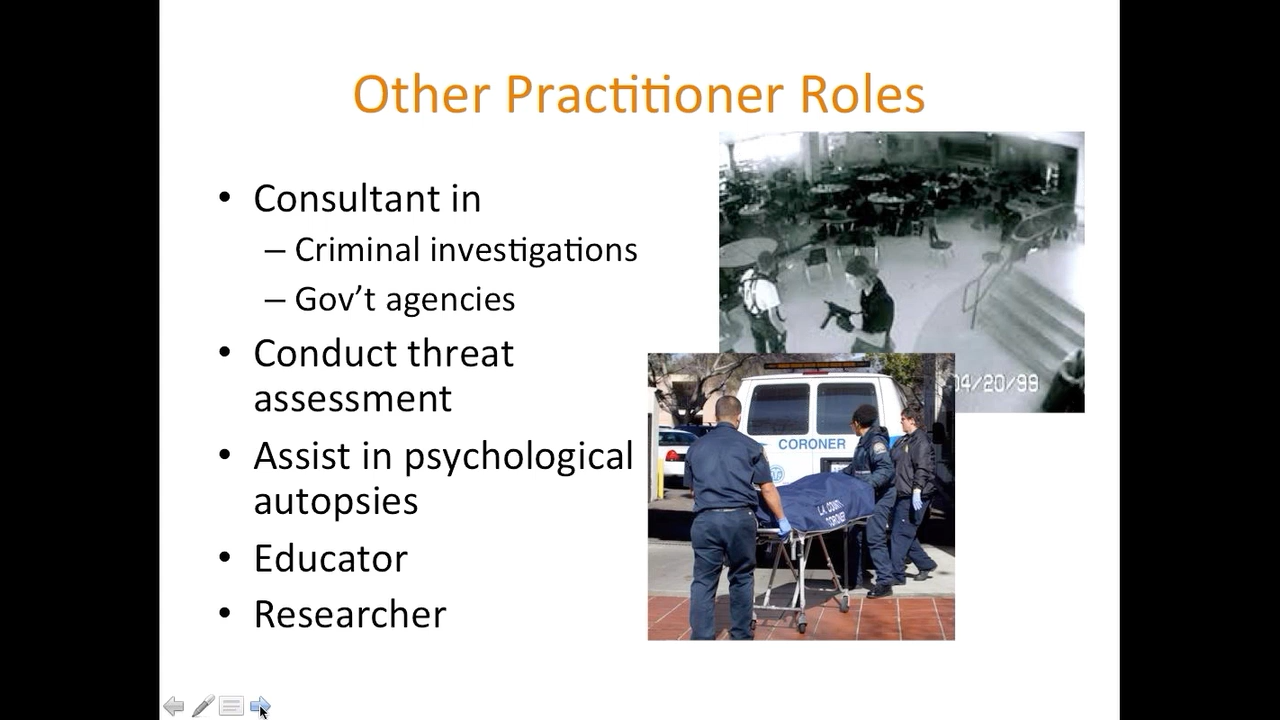 Other Practitioner Roles
• Consultant in
– Criminal investigations
– Gov’t agencies
• Conduct threat
assessment
• Assist in psychological
autopsies
• Educator
• Researcher
04/20/99
CORONER
L.A. COUNTY
CORONER